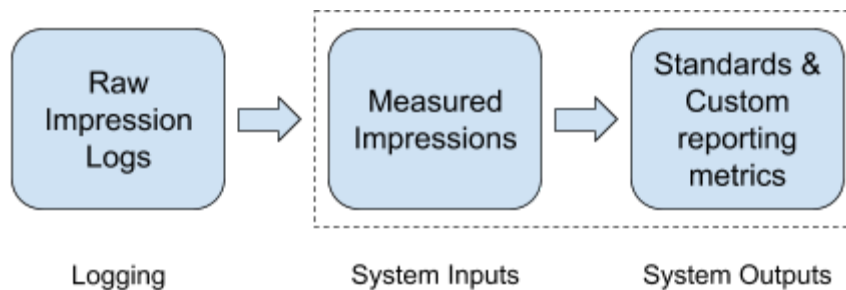 Raw
Impression
Logs
Measured
Impressions
Standards &
Custom
reporting
metrics
Logging
System Inputs
System Outputs